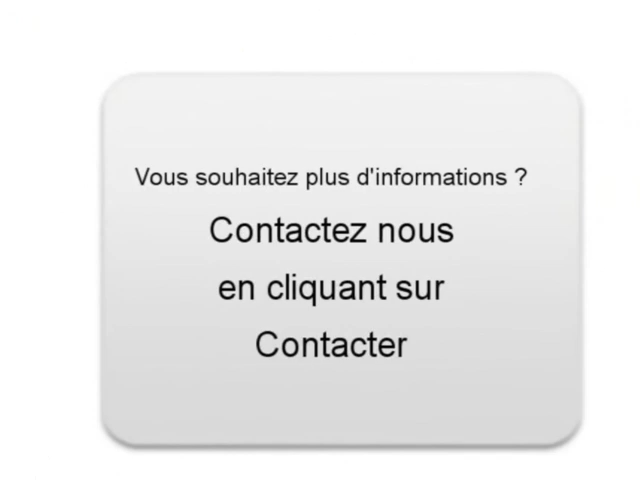 Vous souhaitez plus d'informations ?
Contactez nous
en cliquant sur
Contacter